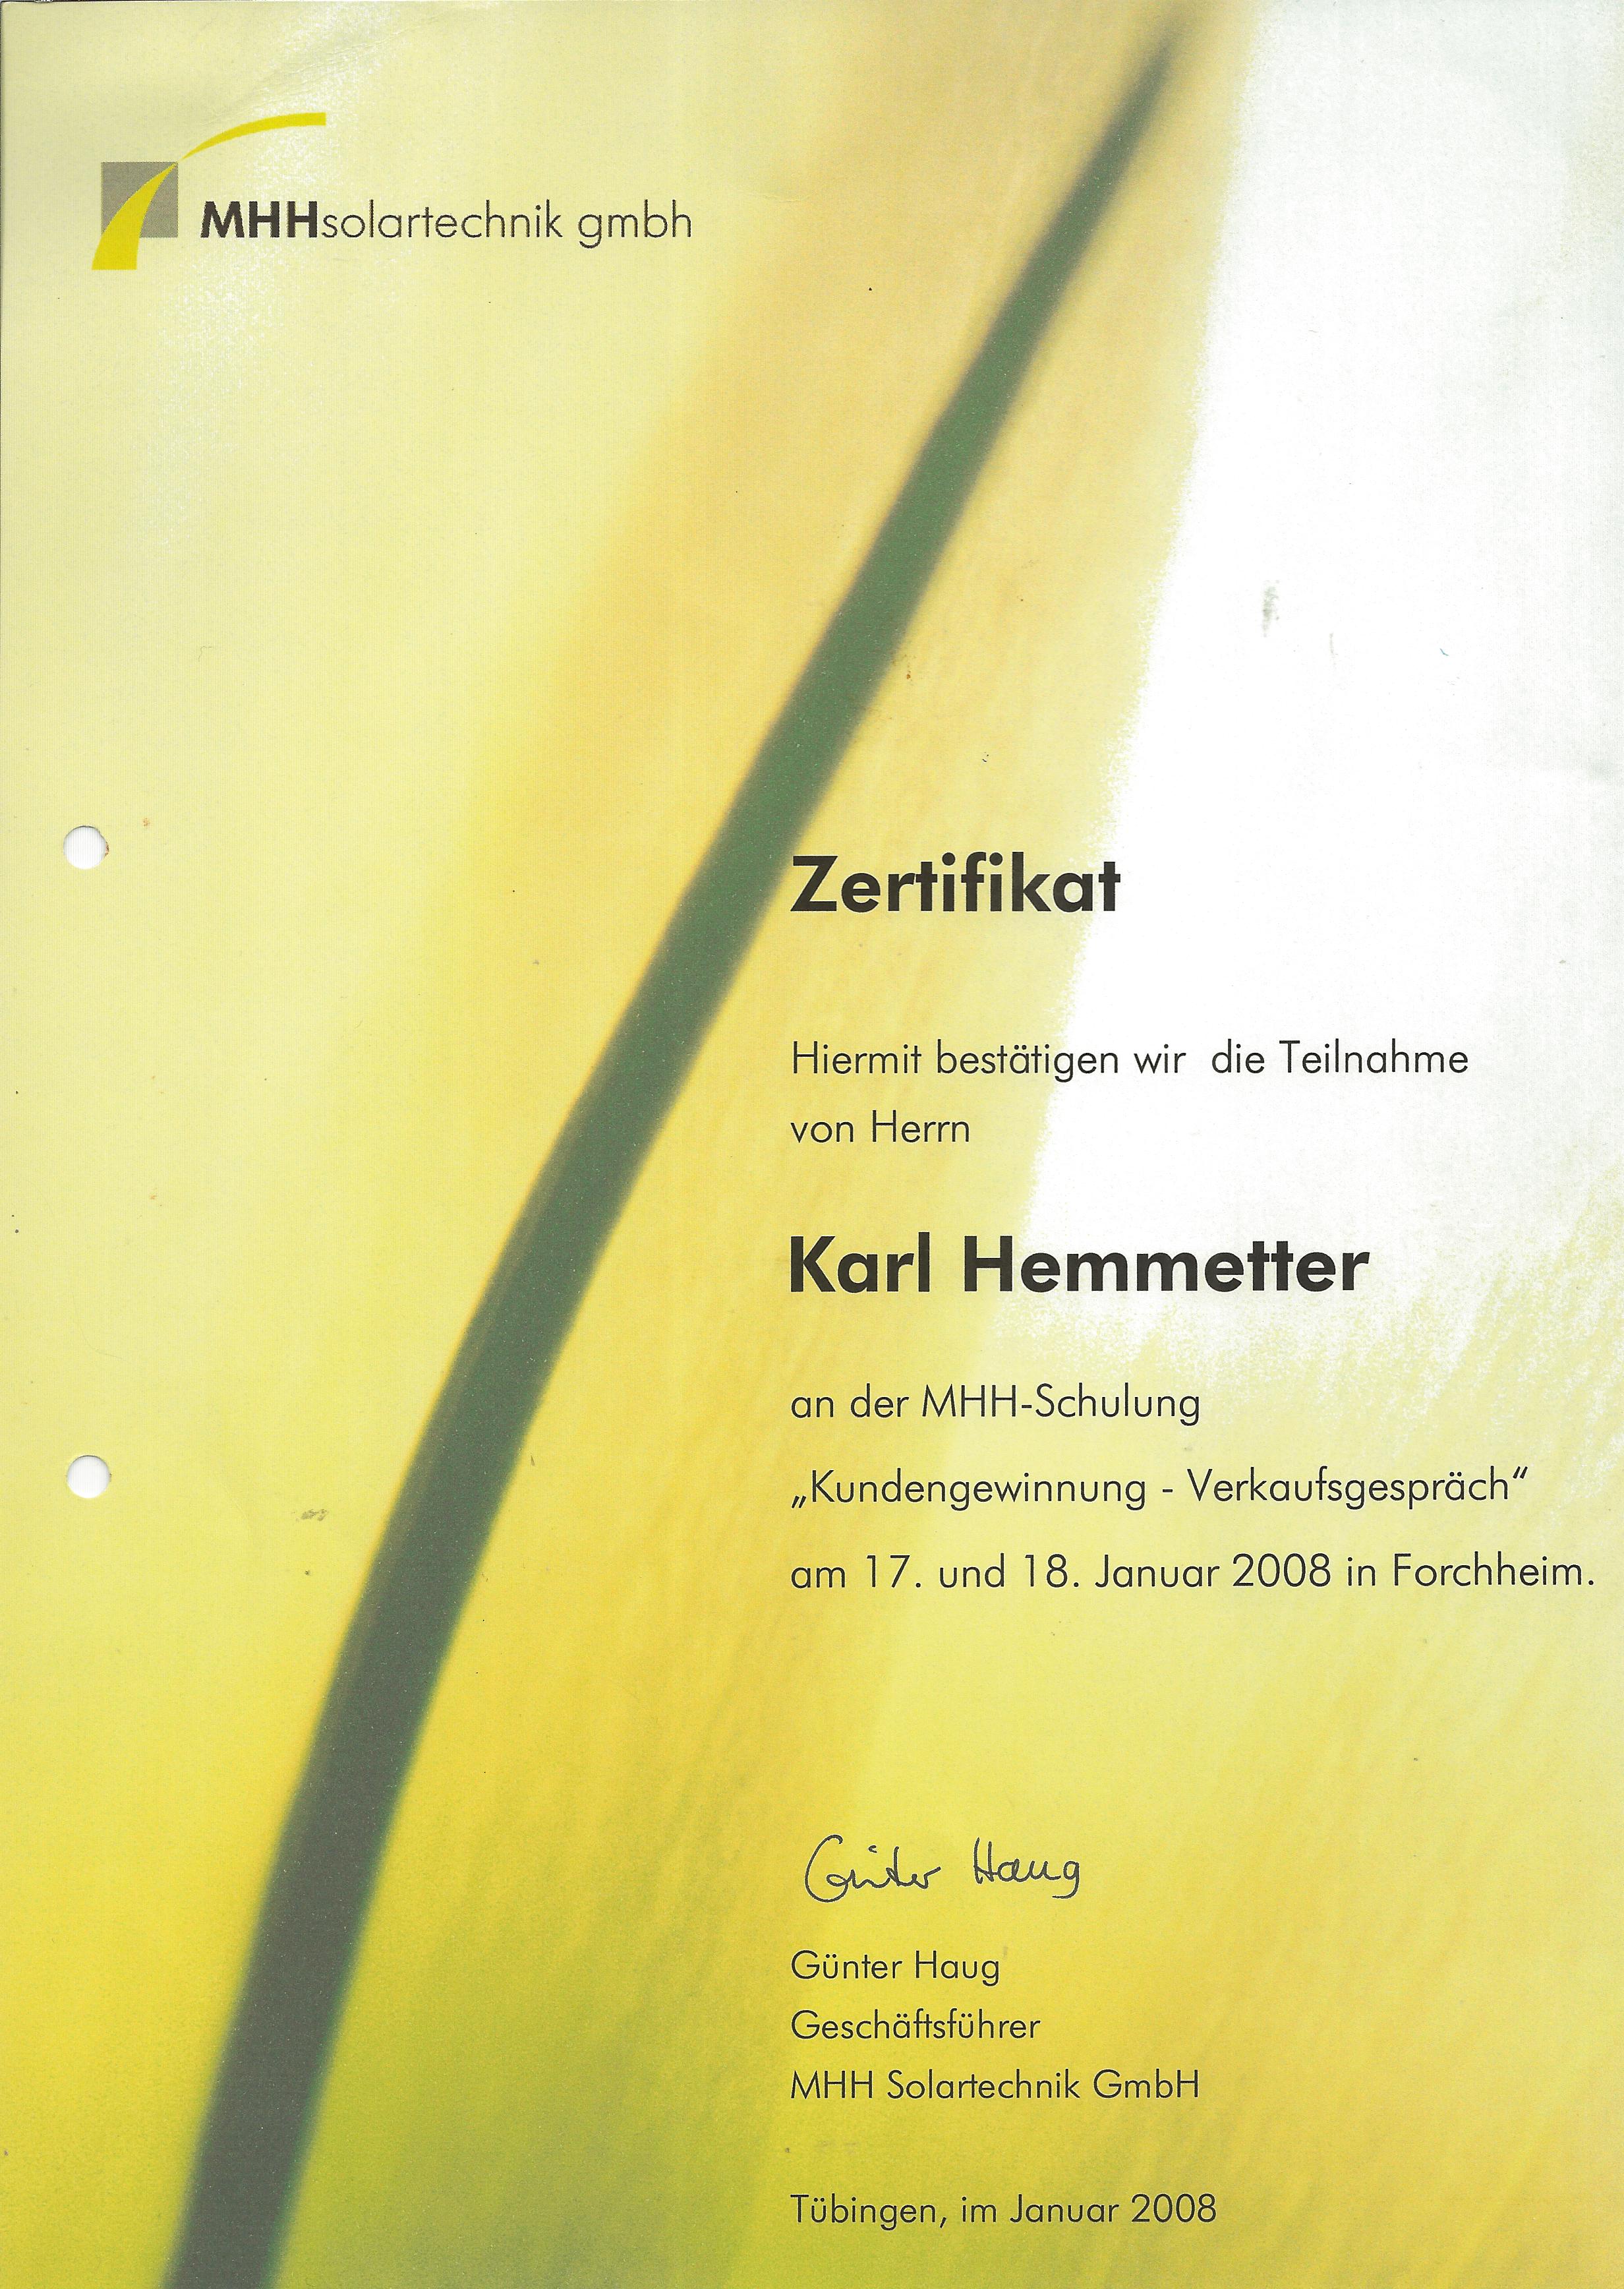 MHHsolartechnik gmbh
Zertifikat
Hiermit bestätigen wir die Teilnahme
von Herrn
Karl Hemmetter
an der MHH-Schulung
„Kundengewinnung - Verkaufsgespräch“
am 17. und 18. Januar 2008 in Forchheim.
Günter Haug
Günter Haug
Geschäftsführer
MHH Solartechnik GmbH
Tübingen, im Januar 2008